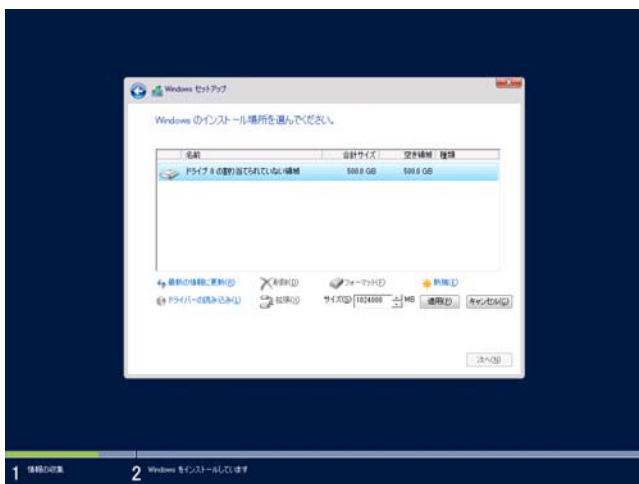 Windows セットアップ
Windows のインストール場所を選んでください。
名前 合計サイズ 空き領域 種類
ドライブ 0 の割り当てられていない領域 500.0 GB 500.0 GB
最新の情報に更新(R) 削除(D) フォーマット(F) 新規(E)
ドライバーの読み込み(L) 拡張(X) サイズ(S) 1024000 MB 適用(P) キャンセル(C)
次へ(N)
1 情報の収集 2 Windows をインストールしています